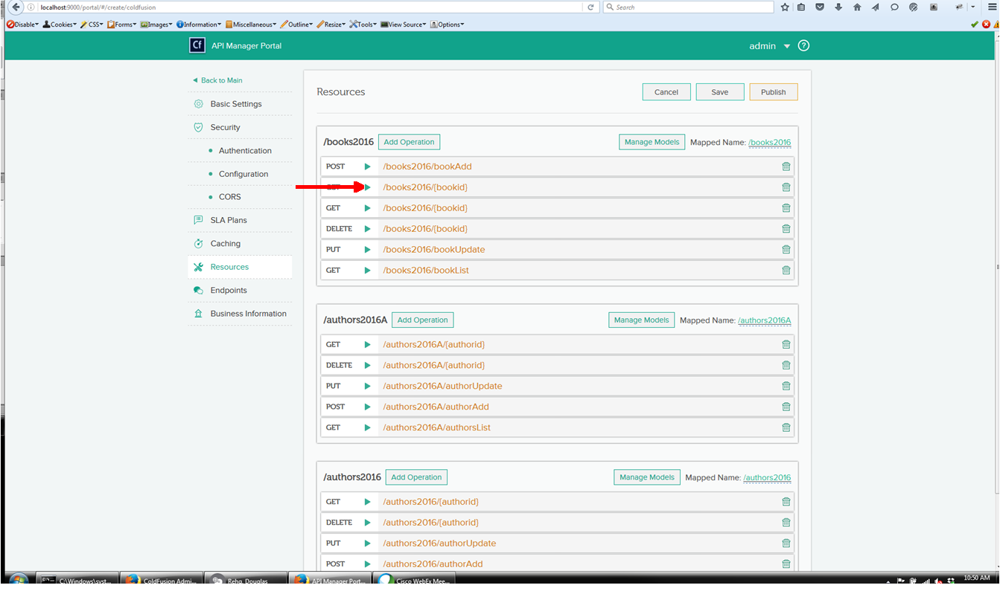 localhost:9000/portal/#/create/coldfusion
Search
Disable Cookies CSS Forms Images Information Miscellaneous Outline Resize Tools View Source Options
Cf API Manager Portal
admin ?
Back to Main
Basic Settings
Security
Authentication
Configuration
CORS
SLA Plans
Caching
Resources
Endpoints
Business Information
Resources
Cancel Save Publish
/books2016 Add Operation Manage Models Mapped Name: /books2016
POST /books2016/bookAdd
/books2016/{bookid}
GET /books2016/{bookid}
DELETE /books2016/{bookid}
PUT /books2016/bookUpdate
GET /books2016/bookList
/authors2016A Add Operation Manage Models Mapped Name: /authors2016A
GET /authors2016A/{authorid}
DELETE /authors2016A/{authorid}
PUT /authors2016A/authorUpdate
POST /authors2016A/authorAdd
GET /authors2016A/authorsList
/authors2016 Add Operation Manage Models Mapped Name: /authors2016
GET /authors2016/{authorid}
DELETE /authors2016/{authorid}
PUT /authors2016/authorUpdate
POST /authors2016/authorAdd
C:\Windows\syst... ColdFusion Admi... Rehg, Douglas API Manager Port... Cisco WebEx Mee... 10:50 AM